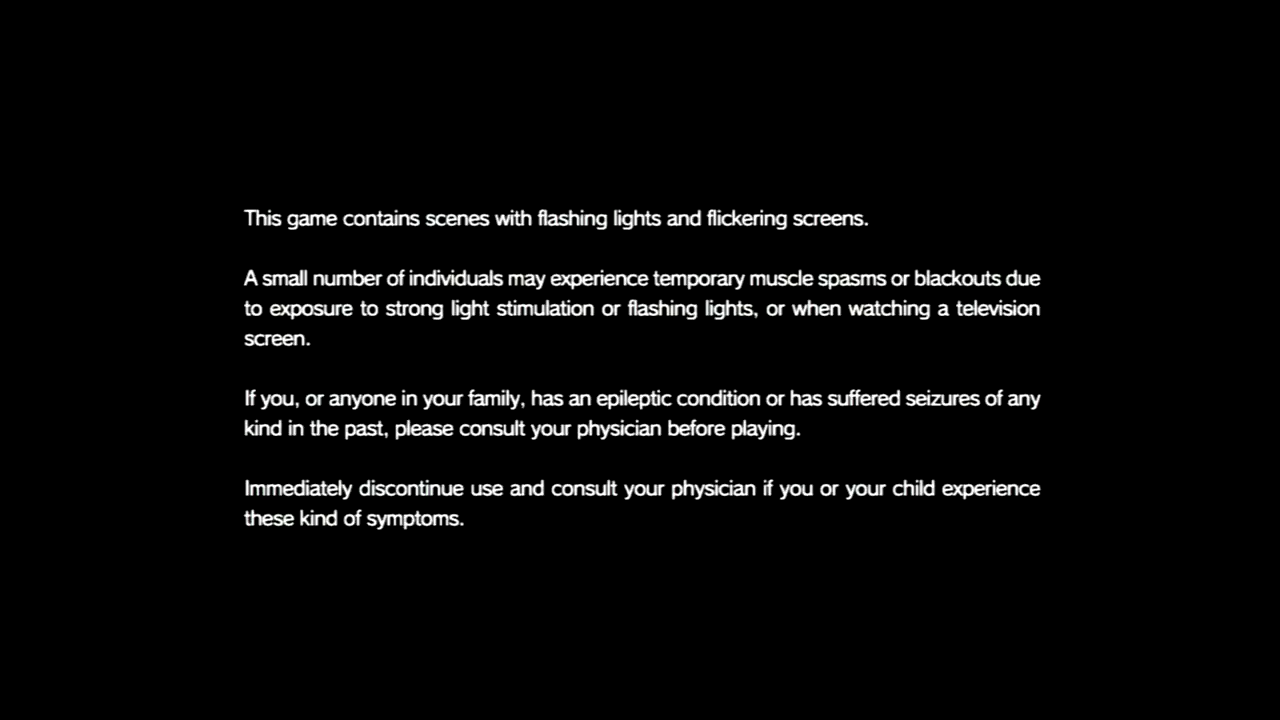 This game contains scenes with flashing lights and flickering screens.
A small number of individuals may experience temporary muscle spasms or blackouts due
to exposure to strong light stimulation or flashing lights, or when watching a television
screen.
If you, or anyone in your family, has an epileptic condition or has suffered seizures of any
kind in the past, please consult your physician before playing.
Immediately discontinue use and consult your physician if you or your child experience
these kind of symptoms.